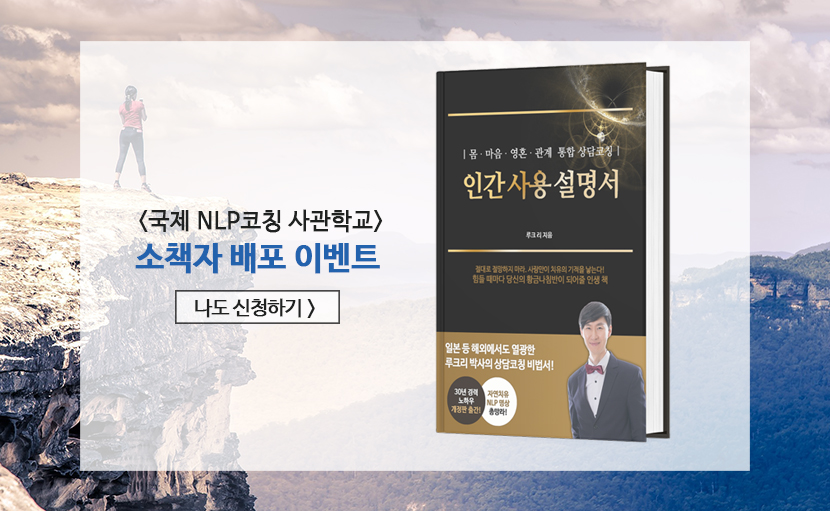 <국제 NLP코칭 사관학교>
소책자 배포 이벤트
나도 신청하기 >
| 몸 · 마음 · 영혼 · 관계 통합 상담코칭 |
인간 사용 설명서
루크 리 지음
절대로 절망하지 마라. 사랑만이 치유의 기적을 낳는다!
힘들 때마다 당신의 황금나침반이 되어줄 인생 책
일본 등 해외에서도 열광한
루크리 박사의 상담코칭 비법서!
30년 경력
노하우
개정판 출간!
자연치유
NLP 명상
총망라!